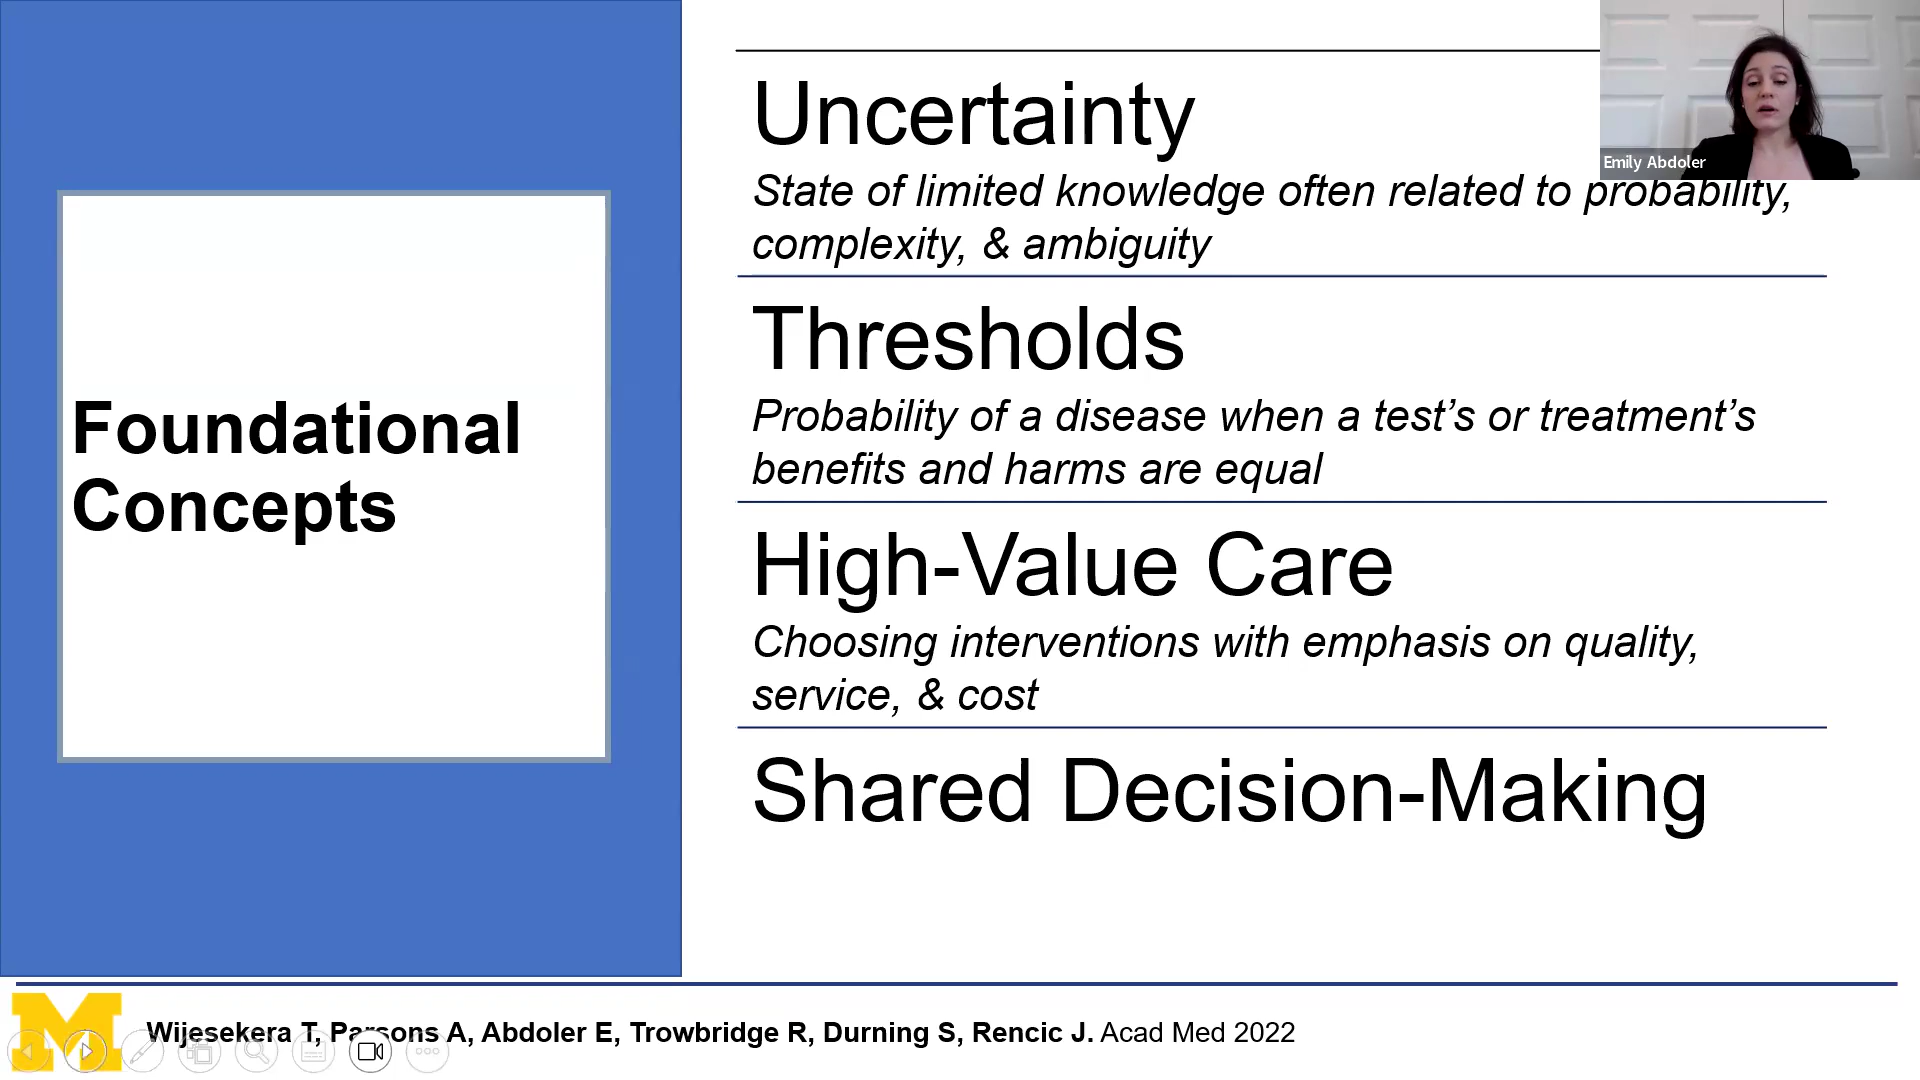 Foundational
Concepts
Uncertainty
State of limited knowledge often related to probability,
complexity, & ambiguity
Thresholds
Probability of a disease when a test’s or treatment’s
benefits and harms are equal
High-Value Care
Choosing interventions with emphasis on quality,
service, & cost
Shared Decision-Making
Emily Abdoler
M
Wijesekera T, Parsons A, Abdoler E, Trowbridge R, Durning S, Rencic J. Acad Med 2022